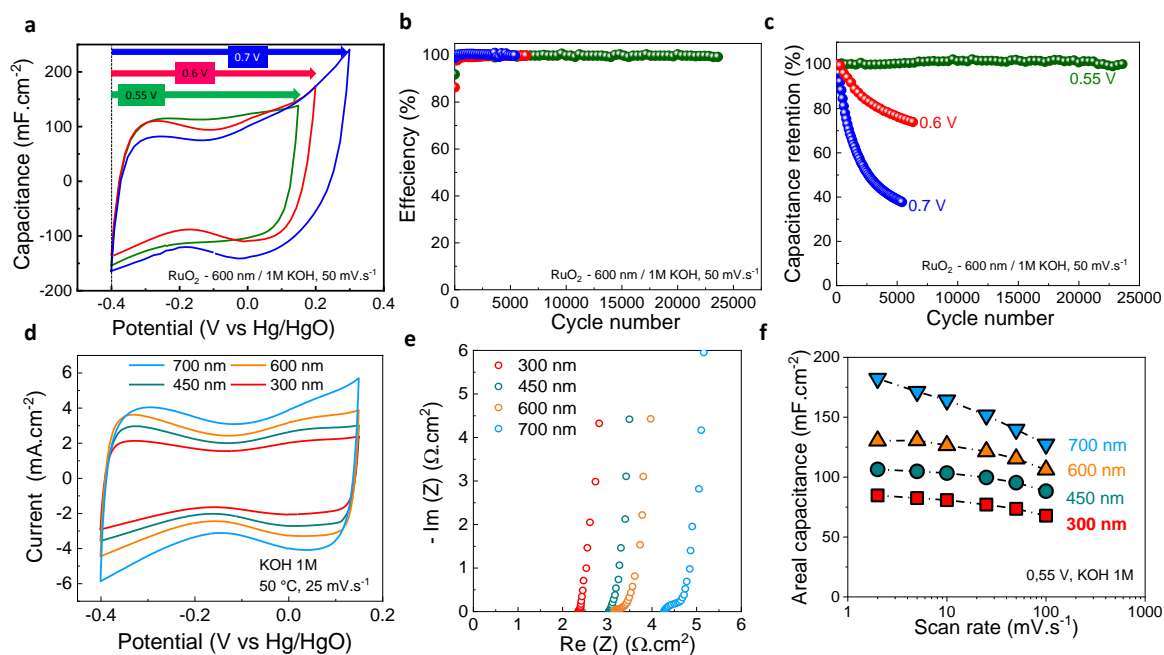 a
Capacitance (mF.cm-2)
200
100
0
-100
-200
0.7 V
0.6 V
0.55 V
RuO2 - 600 nm / 1M KOH, 50 mV.s-1
-0.4
-0.2
0.0
0.2
0.4
Potential (V vs Hg/HgO)
b
Effeciency (%)
100
80
60
40
20
0
RuO2 - 600 nm / 1M KOH, 50 mV.s-1
0
5000
10000
15000
20000
25000
Cycle number
c
Capacitance retention (%)
100
80
60
40
20
0
0.55 V
0.6 V
0.7 V
RuO2 - 600 nm / 1M KOH, 50 mV.s-1
0
5000
10000
15000
20000
25000
Cycle number
d
Current (mA.cm-2)
6
4
2
0
-2
-4
-6
700 nm
600 nm
450 nm
300 nm
KOH 1M
50 °C, 25 mV.s-1
-0.4
-0.2
0.0
Potential (V vs Hg/HgO)
e
- Im (Z) (Ω.cm2)
6
5
4
3
2
1
0
300 nm
450 nm
600 nm
700 nm
0
1
2
3
4
5
6
Re (Z) (Ω.cm2)
f
Areal capacitance (mF.cm-2)
200
150
100
50
0
700 nm
600 nm
450 nm
300 nm
0,55 V, KOH 1M
1
10
100
1000
Scan rate (mV.s-1)